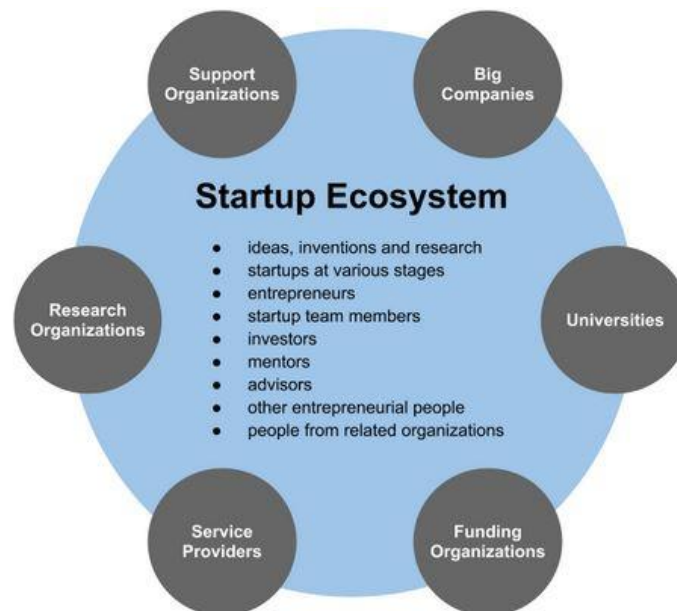 Support
Organizations
Big
Companies
Startup Ecosystem
● ideas, inventions and research
● startups at various stages
● entrepreneurs
● startup team members
● investors
● mentors
● advisors
● other entrepreneurial people
● people from related organizations
Research
Organizations
Universities
Service
Providers
Funding
Organizations